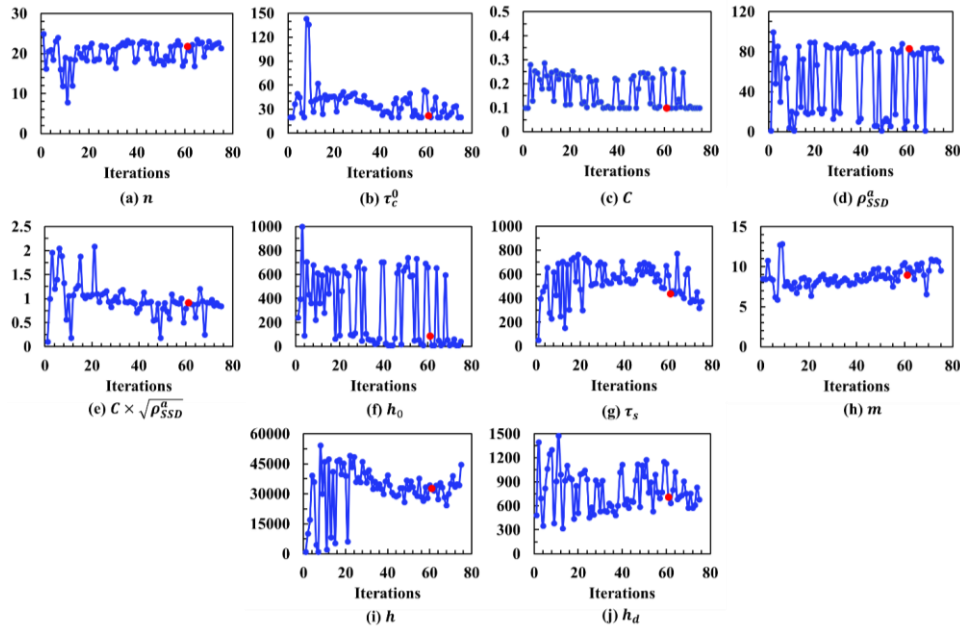 30
20
10
0
0 20 40 60 80
Iterations
(a) n
150
120
90
60
30
0
0 20 40 60 80
Iterations
(b) τ_c^0
0.5
0.4
0.3
0.2
0.1
0
0 20 40 60 80
Iterations
(c) C
120
80
40
0
0 20 40 60 80
Iterations
(d) ρ_{SSD}^a
2.5
2
1.5
1
0.5
0
0 20 40 60 80
Iterations
(e) C × √ρ_{SSD}^a
1000
800
600
400
200
0
0 20 40 60 80
Iterations
(f) h_0
1000
800
600
400
200
0
0 20 40 60 80
Iterations
(g) τ_s
15
10
5
0
0 20 40 60 80
Iterations
(h) m
60000
45000
30000
15000
0
0 20 40 60 80
Iterations
(i) h
1500
1200
900
600
300
0
0 20 40 60 80
Iterations
(j) h_d